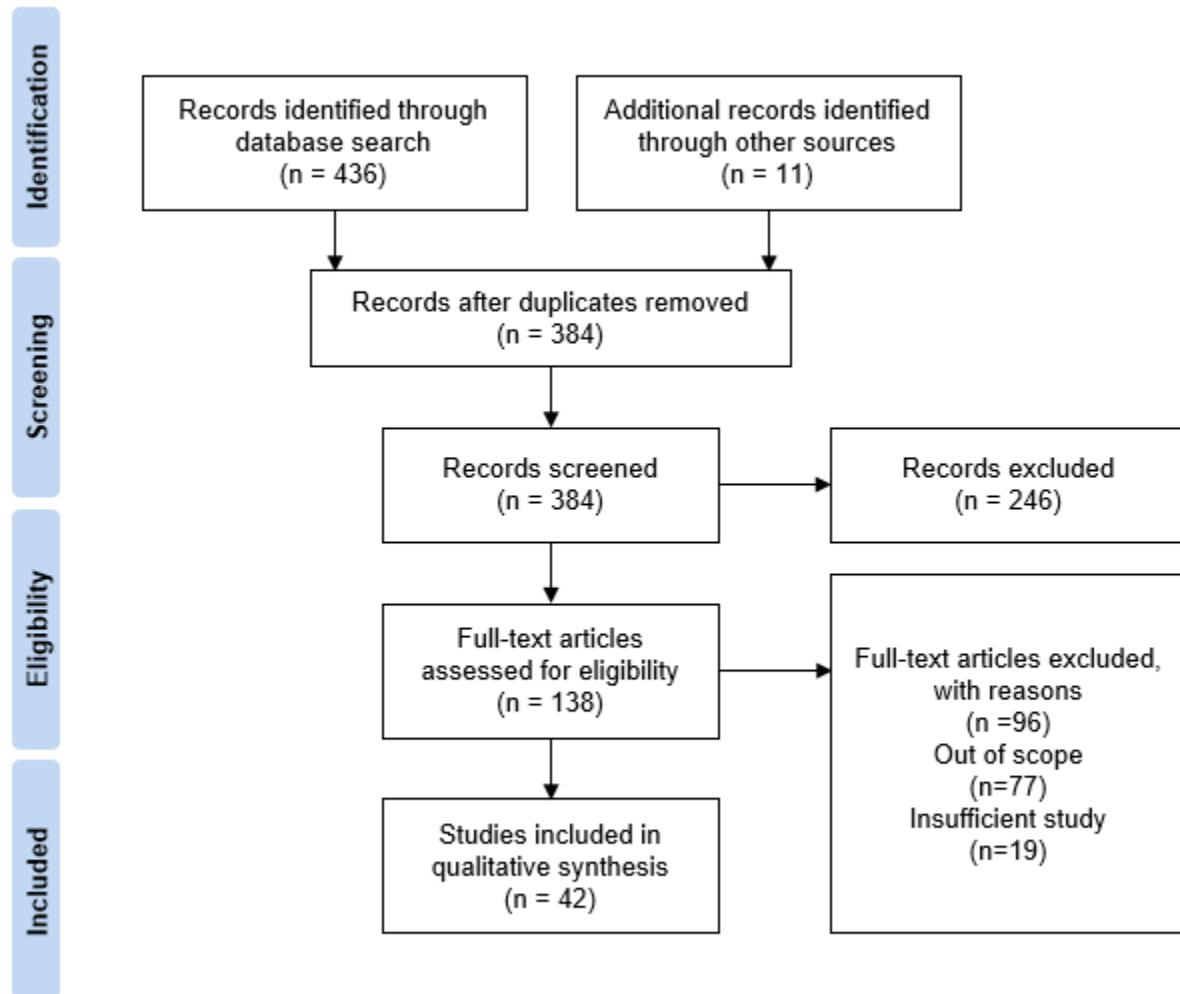 Identification
Records identified through
database search
(n = 436)
Additional records identified
through other sources
(n = 11)
Screening
Records after duplicates removed
(n = 384)
Records screened
(n = 384)
Records excluded
(n = 246)
Eligibility
Full-text articles
assessed for eligibility
(n = 138)
Full-text articles excluded,
with reasons
(n =96)
Out of scope
(n=77)
Insufficient study
(n=19)
Included
Studies included in
qualitative synthesis
(n = 42)